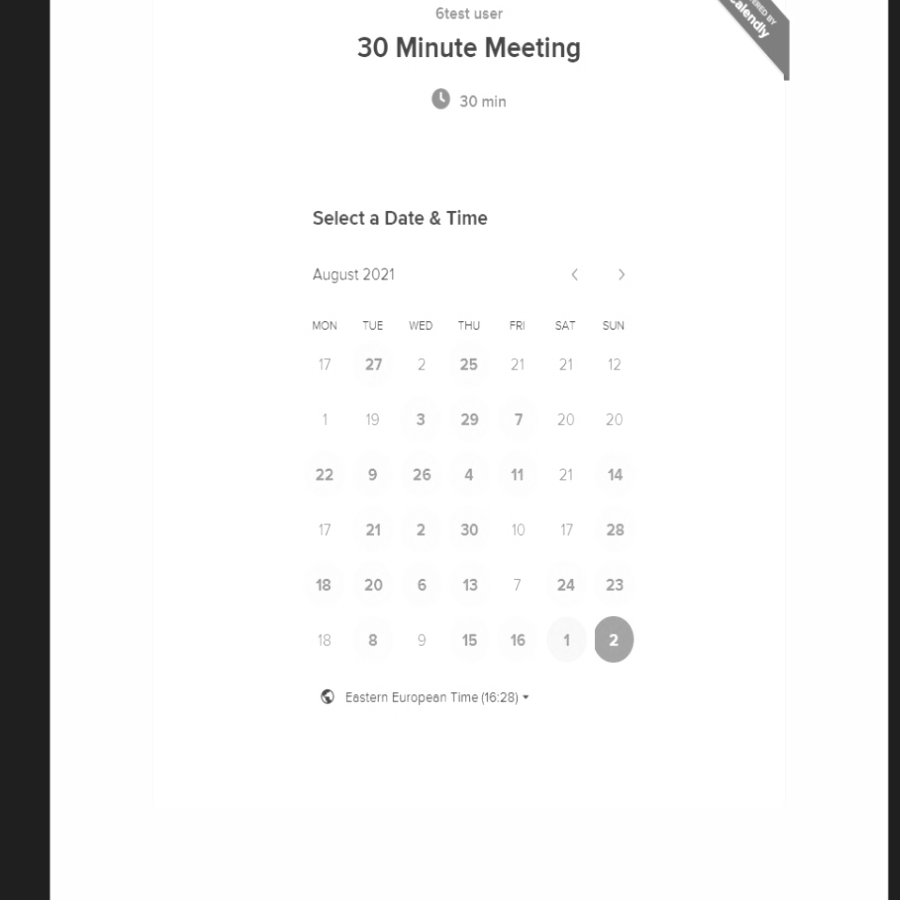 6test user
30 Minute Meeting
30 min
Select a Date & Time
August 2021
MON TUE WED THU FRI SAT SUN
17 27 2 25 21 21 12
1 19 3 29 7 20 20
22 9 26 4 11 21 14
17 21 2 30 10 17 28
18 20 6 13 7 24 23
18 8 9 15 16 1 2
Eastern European Time (16:28)